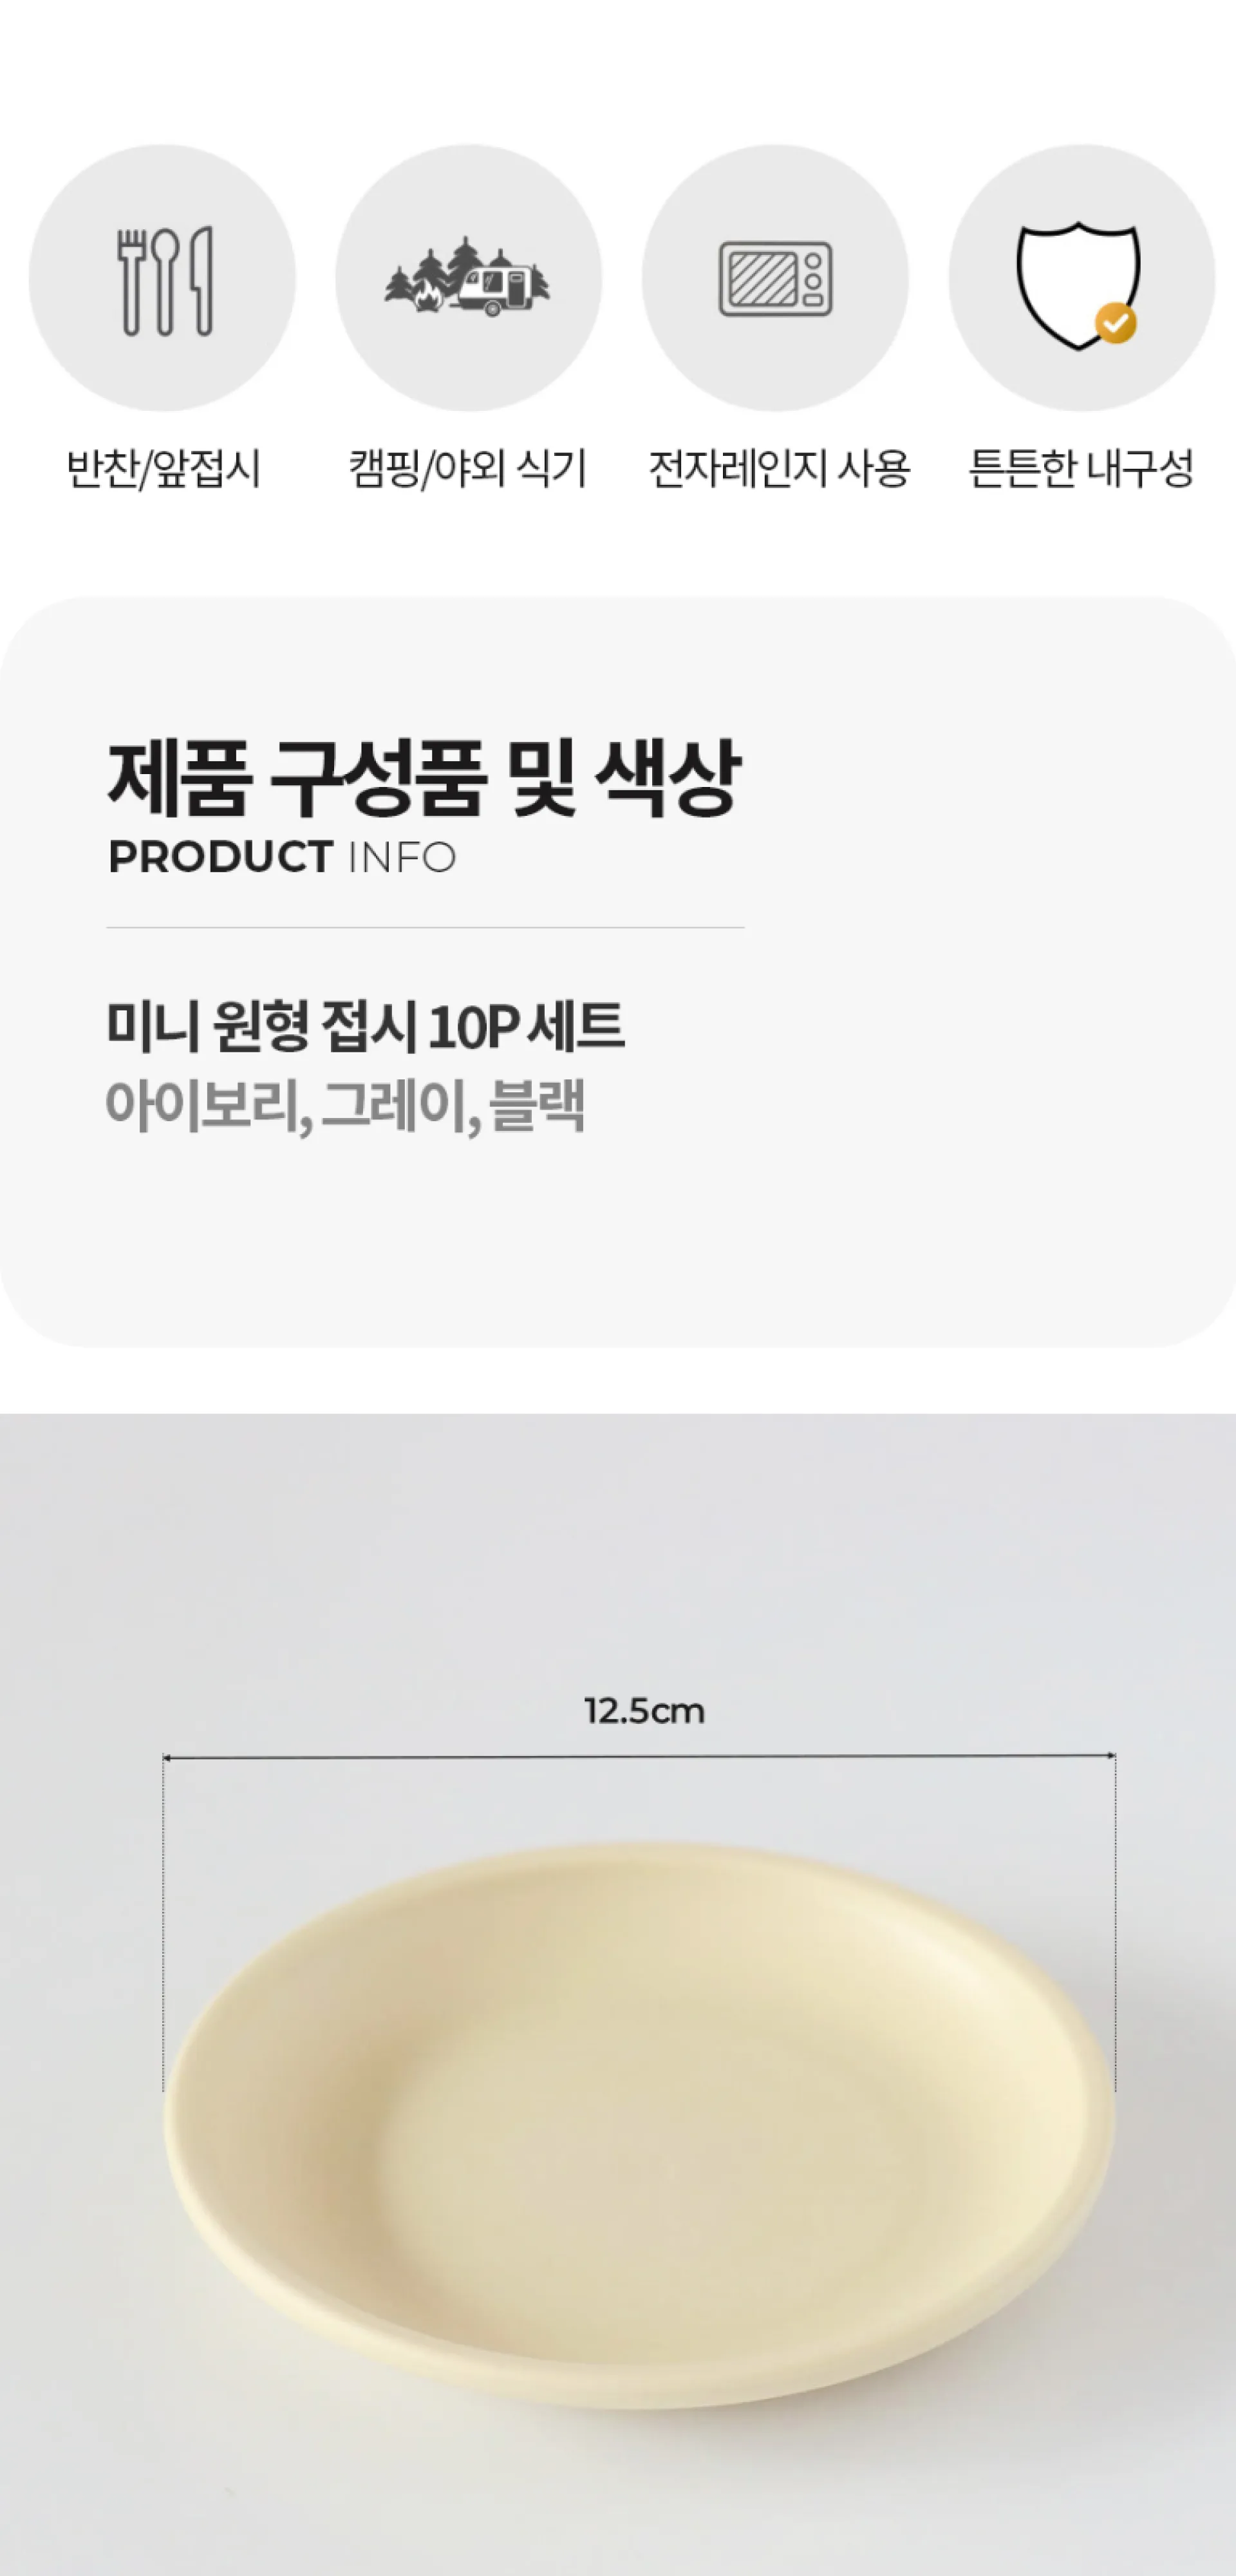 반찬/앞접시
캠핑/야외 식기
전자레인지 사용
튼튼한 내구성
제품 구성품 및 색상
PRODUCT INFO
미니 원형 접시 10P 세트
아이보리, 그레이, 블랙
12.5cm